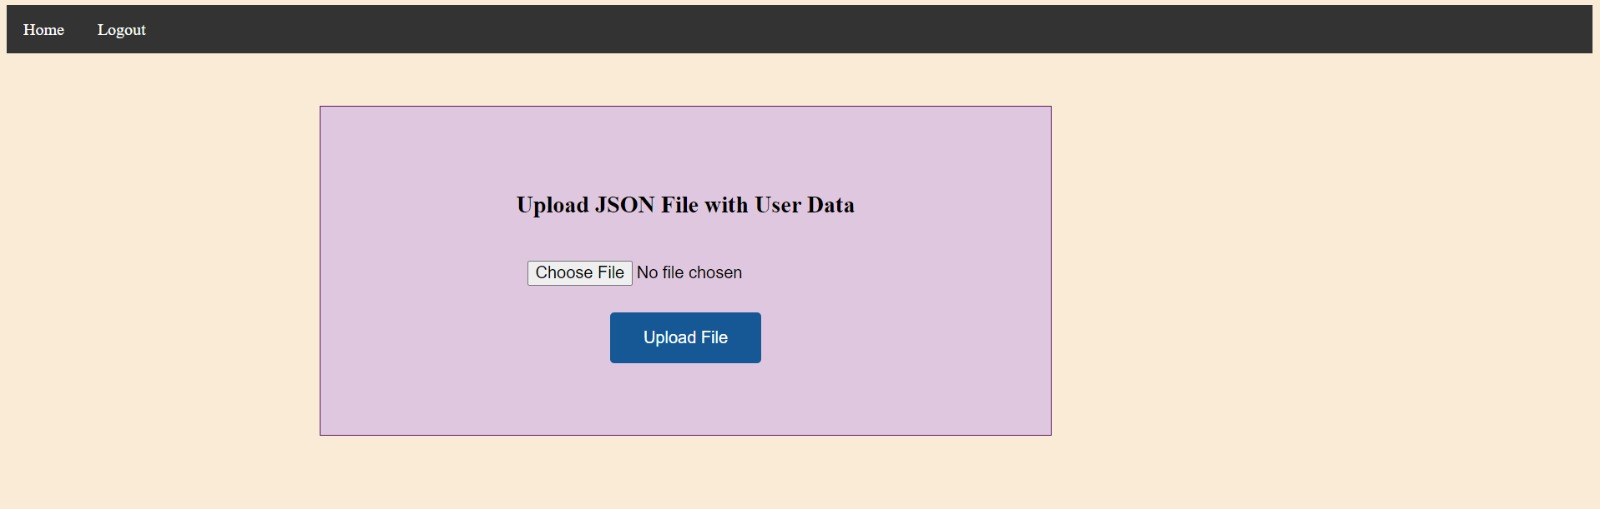 Home Logout
Upload JSON File with User Data
Choose File No file chosen
Upload File